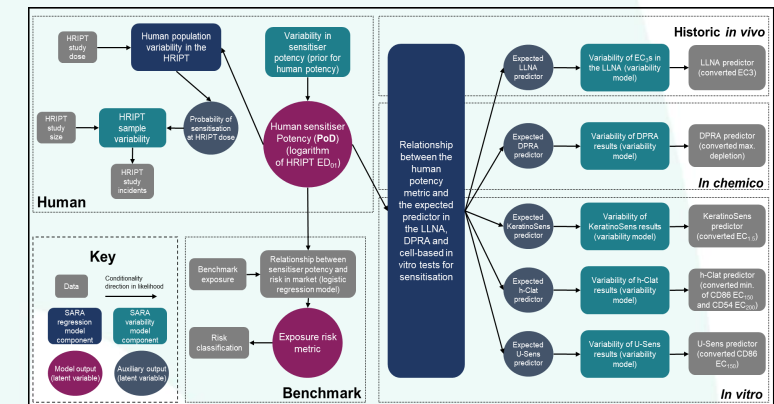 HRIPT
study
dose
Human population
variability in the
HRIPT
Variability in
sensitiser
potency (prior for
human potency)
HRIPT
study
size
HRIPT
sample
variability
Probability of
sensitisation
at HRIPT dose
Human sensitiser
Potency (PoD)
(logarithm
of HRIPT ED01)
HRIPT
study
incidents
Human
Key
Data
Conditionality
direction in likelihood
SARA
regression
model
component
SARA
variability
model
component
Model output
(latent variable)
Auxiliary output
(latent variable)
Benchmark
exposure
Relationship between
sensitiser potency and
risk in market (logistic
regression model)
Risk
classification
Exposure risk
metric
Benchmark
Relationship
between the
human
potency
metric and
the expected
predictor in
the LLNA,
DPRA and
cell-based in
vitro tests for
sensitisation
Historic in vivo
Expected
LLNA
predictor
Variability of EC3s in
the LLNA (variability
model)
LLNA predictor
(converted EC3)
Expected
DPRA
predictor
Variability of DPRA
results (variability
model)
DPRA predictor
(converted max.
depletion)
In chemico
Expected
KeratinoSens
predictor
Variability of
KeratinoSens results
(variability model)
KeratinoSens
predictor
(converted EC1.5)
Expected
h-Clat
predictor
Variability of h-Clat
results (variability
model)
h-Clat predictor
(converted min.
of CD86 EC150
and CD54 EC200)
Expected
U-Sens
predictor
Variability of U-Sens
results (variability
model)
U-Sens predictor
(converted CD86
EC150)
In vitro